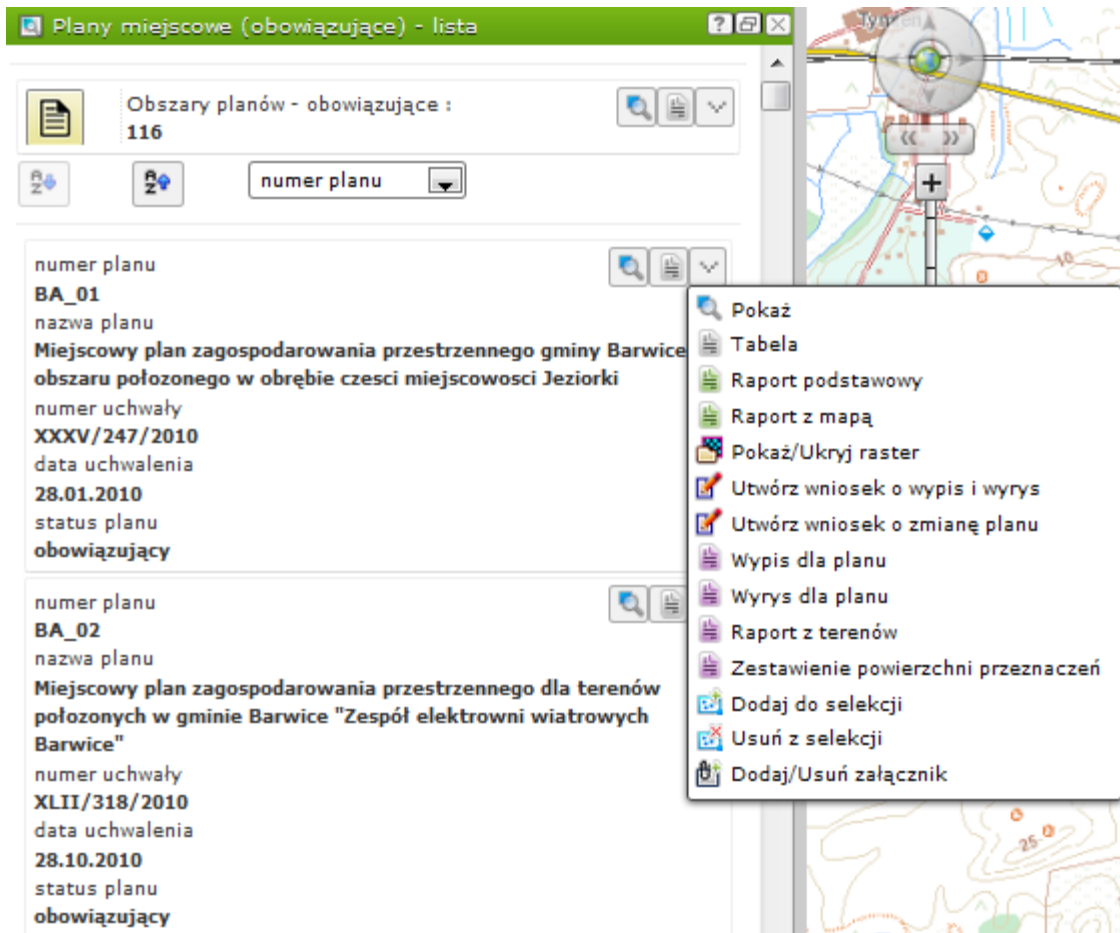 Plany miejscowe (obowiązujące) - lista
Obszary planów - obowiązujące :
116
numer planu
numer planu
BA_01
nazwa planu
Miejscowy plan zagospodarowania przestrzennego gminy Barwice
obszaru położonego w obrębie czesci miejscowosci Jeziorki
numer uchwały
XXXV/247/2010
data uchwalenia
28.01.2010
status planu
obowiązujący
numer planu
BA_02
nazwa planu
Miejscowy plan zagospodarowania przestrzennego dla terenów
położonych w gminie Barwice "Zespół elektrowni wiatrowych
Barwice"
numer uchwały
XLII/318/2010
data uchwalenia
28.10.2010
status planu
obowiązujący
Pokaż
Tabela
Raport podstawowy
Raport z mapą
Pokaż/Ukryj raster
Utwórz wniosek o wypis i wyrys
Utwórz wniosek o zmianę planu
Wypis dla planu
Wyrys dla planu
Raport z terenów
Zestawienie powierzchni przeznaczeń
Dodaj do selekcji
Usuń z selekcji
Dodaj/Usuń załącznik
10
25